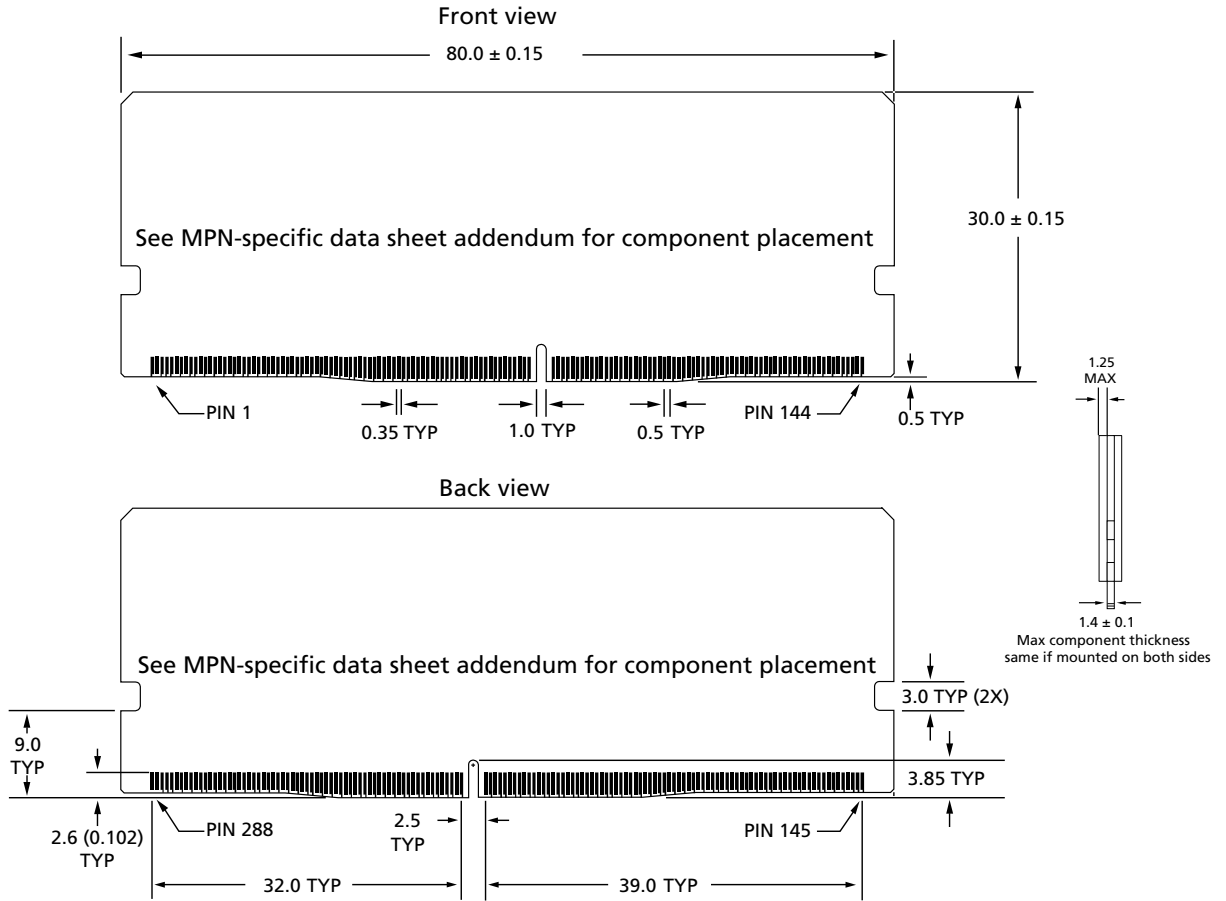 Front view
80.0 ± 0.15
30.0 ± 0.15
See MPN-specific data sheet addendum for component placement
PIN 1
0.35 TYP
1.0 TYP
0.5 TYP
PIN 144
0.5 TYP
1.25
MAX
Back view
1.4 ± 0.1
Max component thickness
same if mounted on both sides
See MPN-specific data sheet addendum for component placement
3.0 TYP (2X)
9.0
TYP
3.85 TYP
2.6 (0.102)
TYP
PIN 288
2.5
TYP
PIN 145
32.0 TYP
39.0 TYP